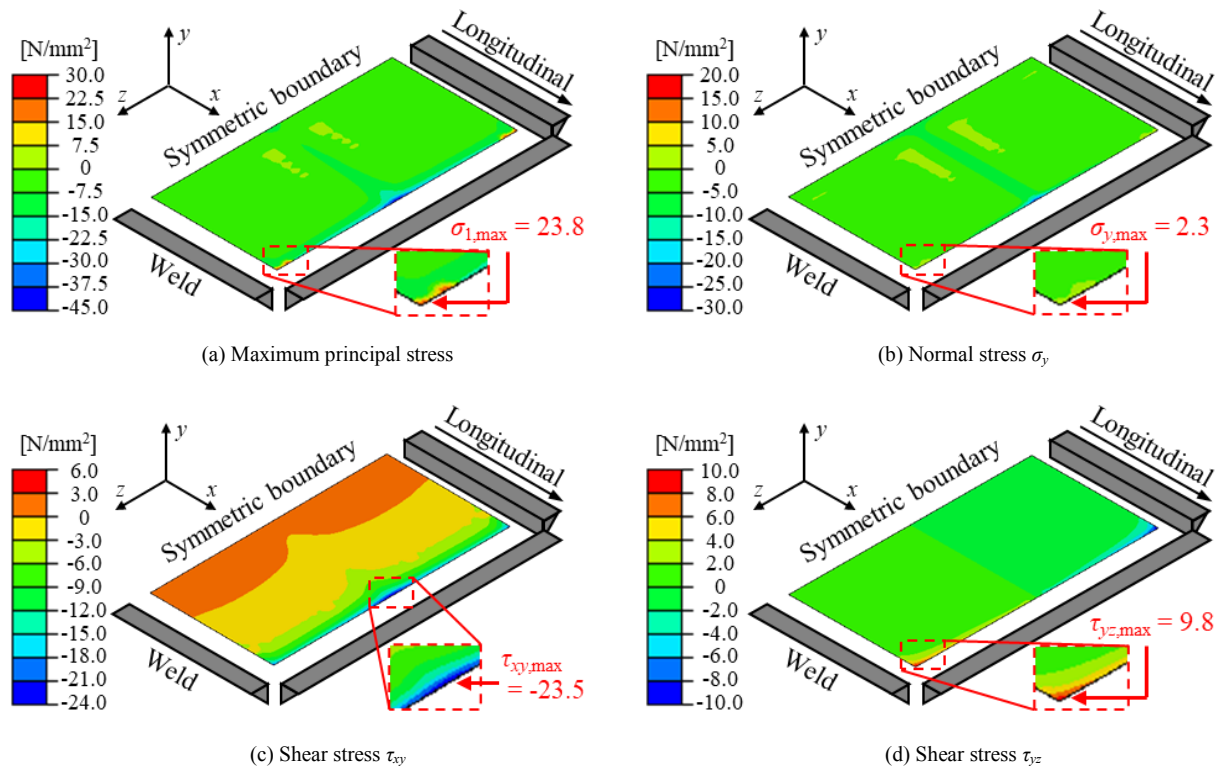 [N/mm²]
30.0
22.5
15.0
7.5
0
-7.5
-15.0
-22.5
-30.0
-37.5
-45.0
y
z
x
Symmetric boundary
Longitudinal
Weld
σ1,max = 23.8
(a) Maximum principal stress
[N/mm²]
20.0
15.0
10.0
5.0
0
-5.0
-10.0
-15.0
-20.0
-25.0
-30.0
y
z
x
Symmetric boundary
Longitudinal
Weld
σy,max = 2.3
(b) Normal stress σy
[N/mm²]
6.0
3.0
0
-3.0
-6.0
-9.0
-12.0
-15.0
-18.0
-21.0
-24.0
y
z
x
Symmetric boundary
Longitudinal
Weld
τxy,max
= -23.5
(c) Shear stress τxy
[N/mm²]
10.0
8.0
6.0
2.0
0
-2.0
-4.0
-6.0
-8.0
-10.0
y
z
x
Symmetric boundary
Longitudinal
Weld
τyz,max = 9.8
(d) Shear stress τyz